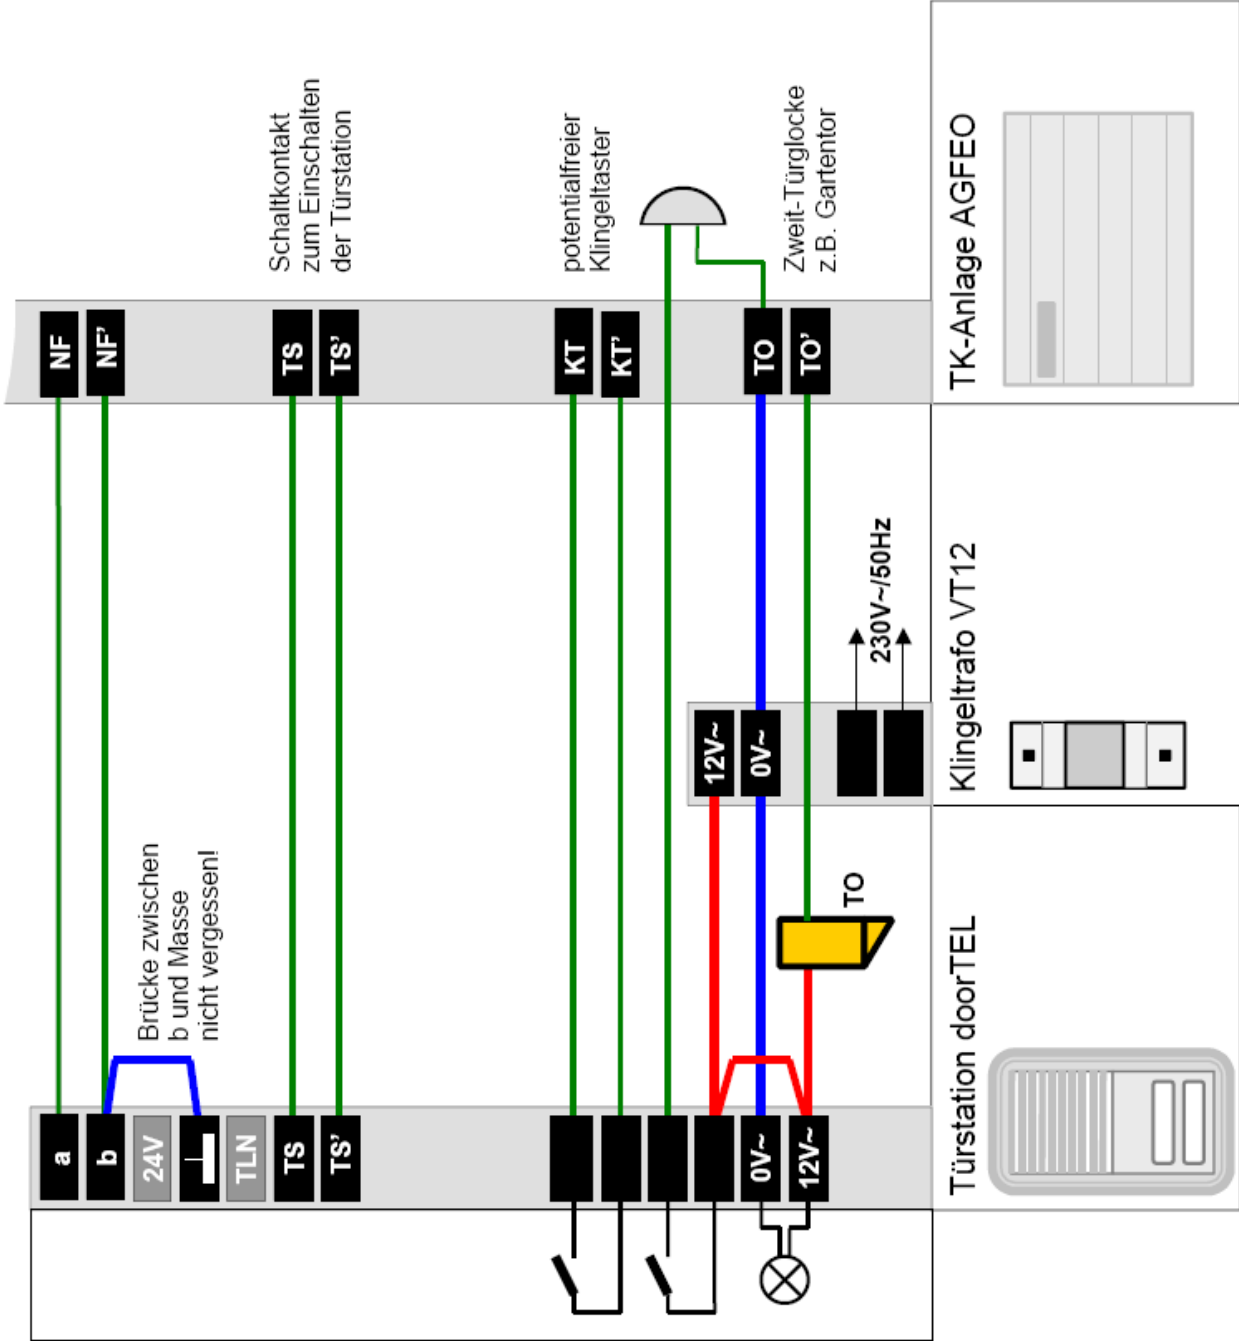 NF
NF'
TS
TS'
KT
KT'
TO
TO'
Schaltkontakt
zum Einschalten
der Türstation
potentialfreier
Klingeltaster
Zweit-Türglocke
z.B. Gartentor
TK-Anlage AGFEO
12V~
0V~
230V~/50Hz
Klingeltrafo VT12
Brücke zwischen
b und Masse
nicht vergessen!
TO
a
b
24V
TLN
TS
TS'
0V~
12V~
Türstation doorTEL